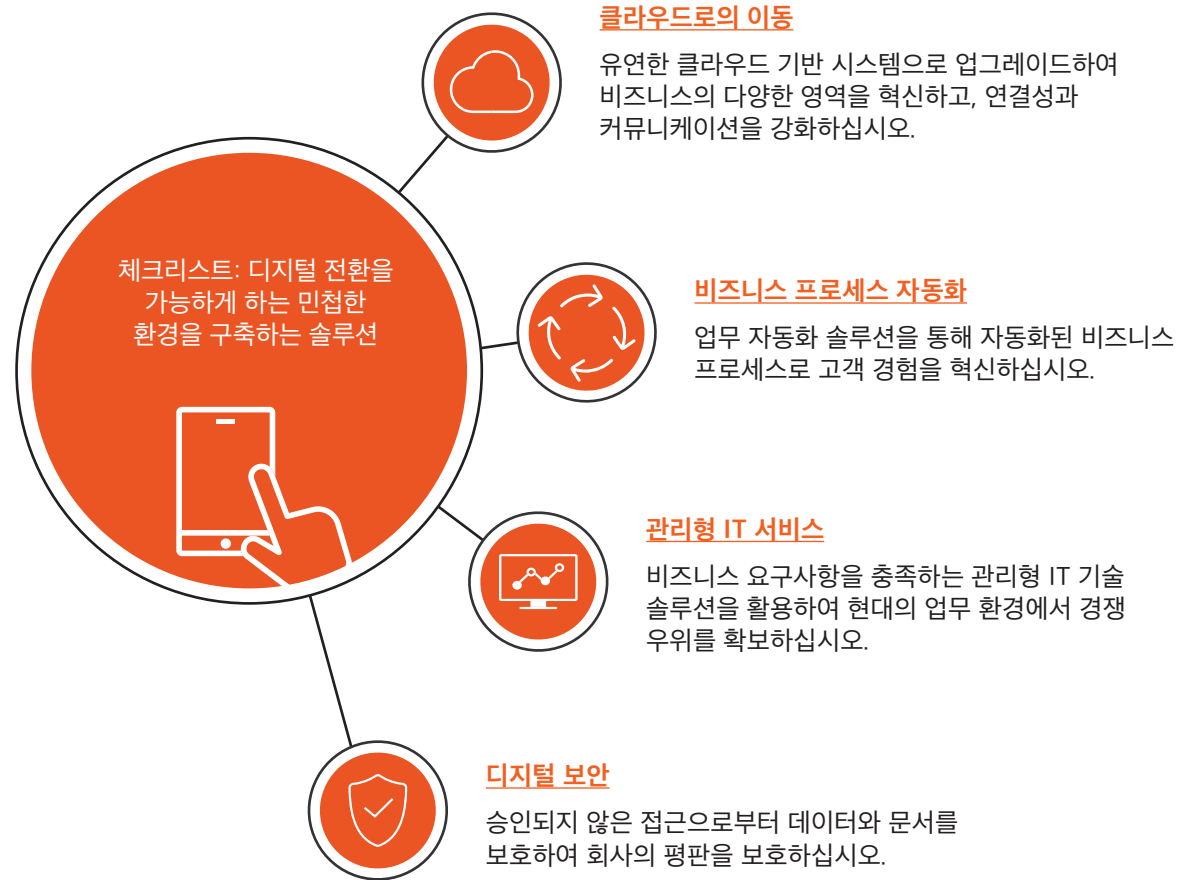 체크리스트: 디지털 전환을
가능하게 하는 민첩한
환경을 구축하는 솔루션
클라우드로의 이동
유연한 클라우드 기반 시스템으로 업그레이드하여
비즈니스의 다양한 영역을 혁신하고, 연결성과
커뮤니케이션을 강화하십시오.
비즈니스 프로세스 자동화
업무 자동화 솔루션을 통해 자동화된 비즈니스
프로세스로 고객 경험을 혁신하십시오.
관리형 IT 서비스
비즈니스 요구사항을 충족하는 관리형 IT 기술
솔루션을 활용하여 현대의 업무 환경에서 경쟁
우위를 확보하십시오.
디지털 보안
승인되지 않은 접근으로부터 데이터와 문서를
보호하여 회사의 평판을 보호하십시오.